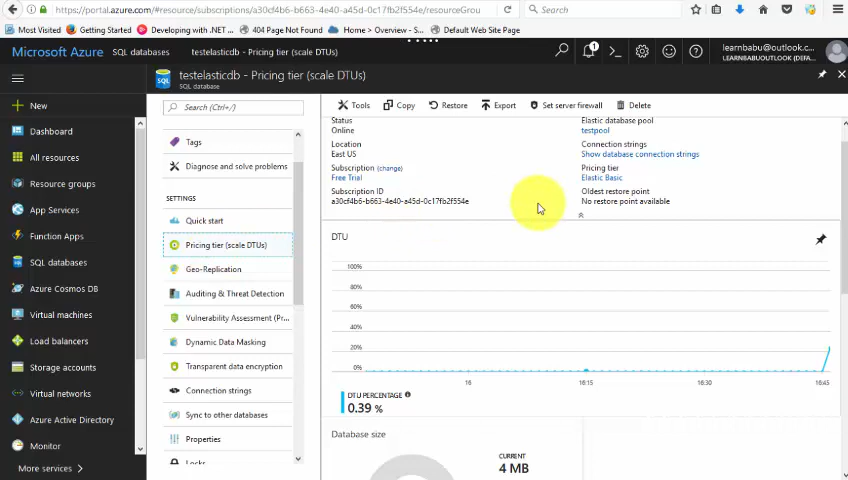 https://portal.azure.com/#resource/subscriptions/a30cf4b6-b663-4e40-a45d-0c17fb2f554e/resourceGrou
Search
Most Visited
Getting Started
Developing with .NET ...
404 Page Not Found
Home > Overview - S...
Default Web Site Page
Microsoft Azure
SQL databases
testelasticdb - Pricing tier (scale DTUs)
1
learnbabu@outlook.c...
LEARNBABUOUTLOOK (DEFA...
SQL
testelasticdb - Pricing tier (scale DTUs)
SQL database
New
Dashboard
All resources
Resource groups
App Services
Function Apps
SQL databases
Azure Cosmos DB
Virtual machines
Load balancers
Storage accounts
Virtual networks
Azure Active Directory
Monitor
More services
Search (Ctrl+/)
Tags
Diagnose and solve problems
SETTINGS
Quick start
Pricing tier (scale DTUs)
Geo-Replication
Auditing & Threat Detection
Vulnerability Assessment (Pr...
Dynamic Data Masking
Transparent data encryption
Connection strings
Sync to other databases
Properties
Locks
Tools
Copy
Restore
Export
Set server firewall
Delete
Status
Online
Location
East US
Subscription (change)
Free Trial
Subscription ID
a30cf4b6-b663-4e40-a45d-0c17fb2f554e
Elastic database pool
testpool
Connection strings
Show database connection strings
Pricing tier
Elastic Basic
Oldest restore point
No restore point available
DTU
100%
80%
60%
40%
20%
0%
16
16:15
16:30
16:45
DTU PERCENTAGE
0.39 %
Database size
CURRENT
4 MB